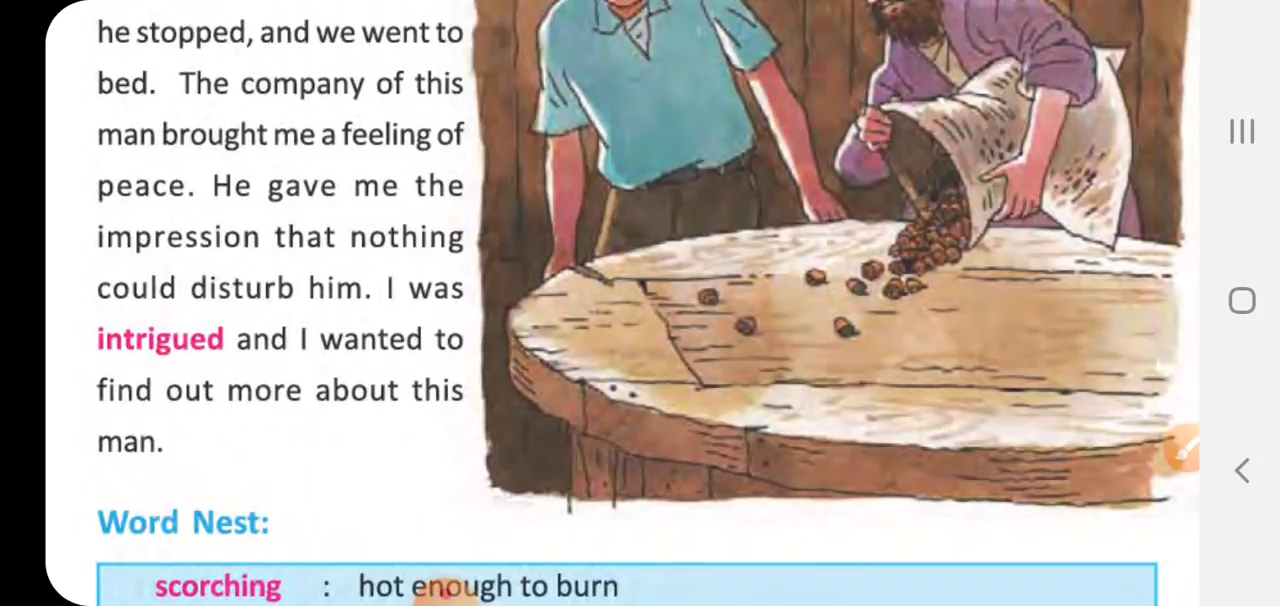 he stopped, and we went to
bed. The company of this
man brought me a feeling of
peace. He gave me the
impression that nothing
could disturb him. I was
intrigued and I wanted to
find out more about this
man.
Word Nest:
scorching : hot enough to burn